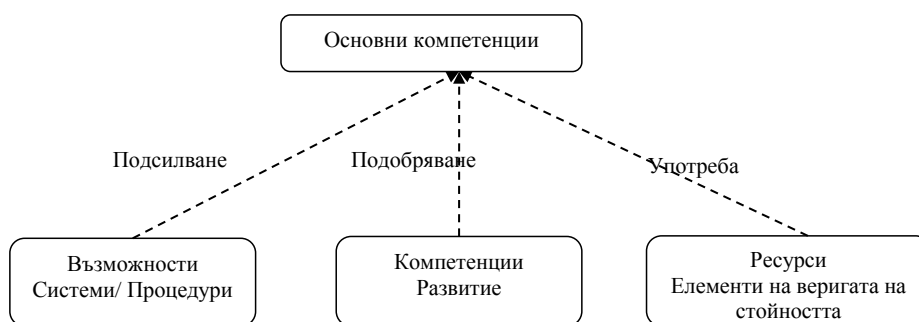 Основни компетенции
Подсилване
Подобряване
Употреба
Възможности
Системи/ Процедури
Компетенции
Развитие
Ресурси
Елементи на веригата на
стойността